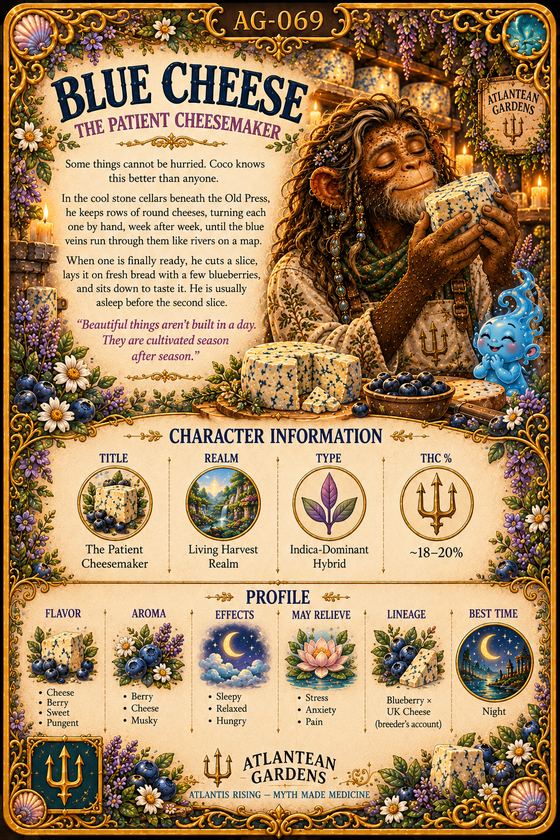 AG-069
BLUE CHEESE
THE PATIENT CHEESEMAKER
ATLANTEAN
GARDENS
Some things cannot be hurried. Coco knows
this better than anyone.
In the cool stone cellars beneath the Old Press,
he keeps rows of round cheeses, turning each
one by hand, week after week, until the blue
veins run through them like rivers on a map.
When one is finally ready, he cuts a slice,
lays it on fresh bread with a few blueberries,
and sits down to taste it. He is usually
asleep before the second slice.
“Beautiful things aren’t built in a day.
They are cultivated season
after season.”
CHARACTER INFORMATION
TITLE
The Patient
Cheesemaker
REALM
Living Harvest
Realm
TYPE
Indica-Dominant
Hybrid
THC %
~18–20%
PROFILE
FLAVOR
• Cheese
• Berry
• Sweet
• Pungent
AROMA
• Berry
• Cheese
• Musky
EFFECTS
• Sleepy
• Relaxed
• Hungry
MAY RELIEVE
• Stress
• Anxiety
• Pain
LINEAGE
Blueberry ×
UK Cheese
(breeder’s account)
BEST TIME
Night
ATLANTEAN
GARDENS
ATLANTIS RISING – MYTH MADE MEDICINE